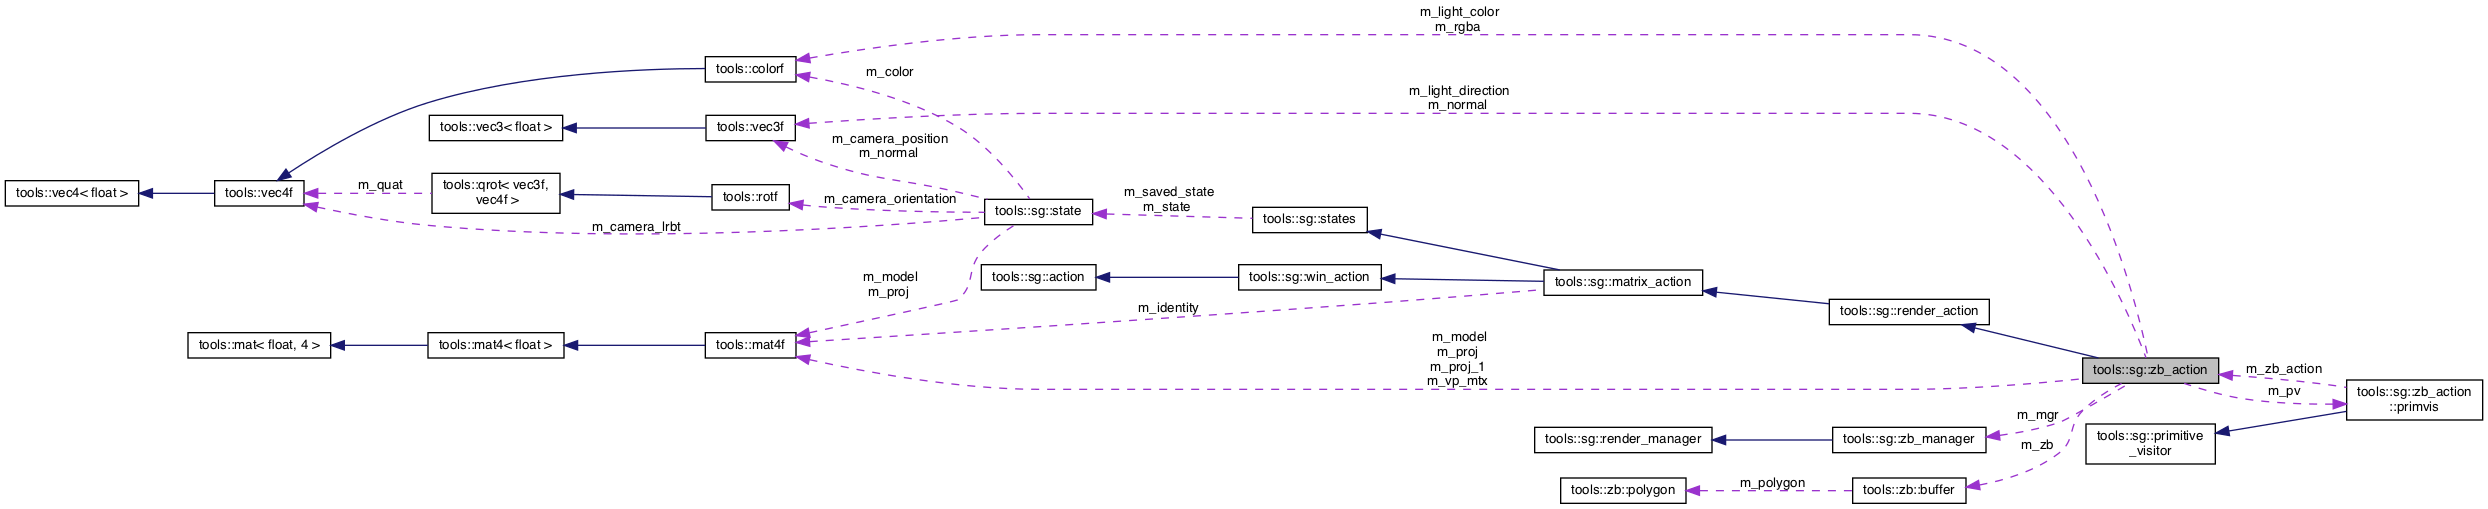 m_light_color
m_rgba
tools::colorf
m_color
m_light_direction
m_normal
tools::vec3< float >
tools::vec3f
m_camera_position
m_normal
tools::vec4< float >
tools::vec4f
m_quat
tools::qrot< vec3f,
vec4f >
tools::rotf
m_camera_orientation
m_camera_lrbt
tools::sg::state
m_saved_state
m_state
tools::sg::states
m_model
m_proj
tools::sg::action
tools::sg::win_action
tools::sg::matrix_action
m_identity
tools::sg::render_action
tools::mat< float, 4 >
tools::mat4< float >
tools::mat4f
m_model
m_proj
m_proj_1
m_vp_mtx
tools::sg::zb_action
m_zb_action
m_pv
tools::sg::zb_action
::primvis
m_mgr
m_zb
tools::sg::render_manager
tools::sg::zb_manager
tools::sg::primitive
_visitor
tools::zb::polygon
m_polygon
tools::zb::buffer